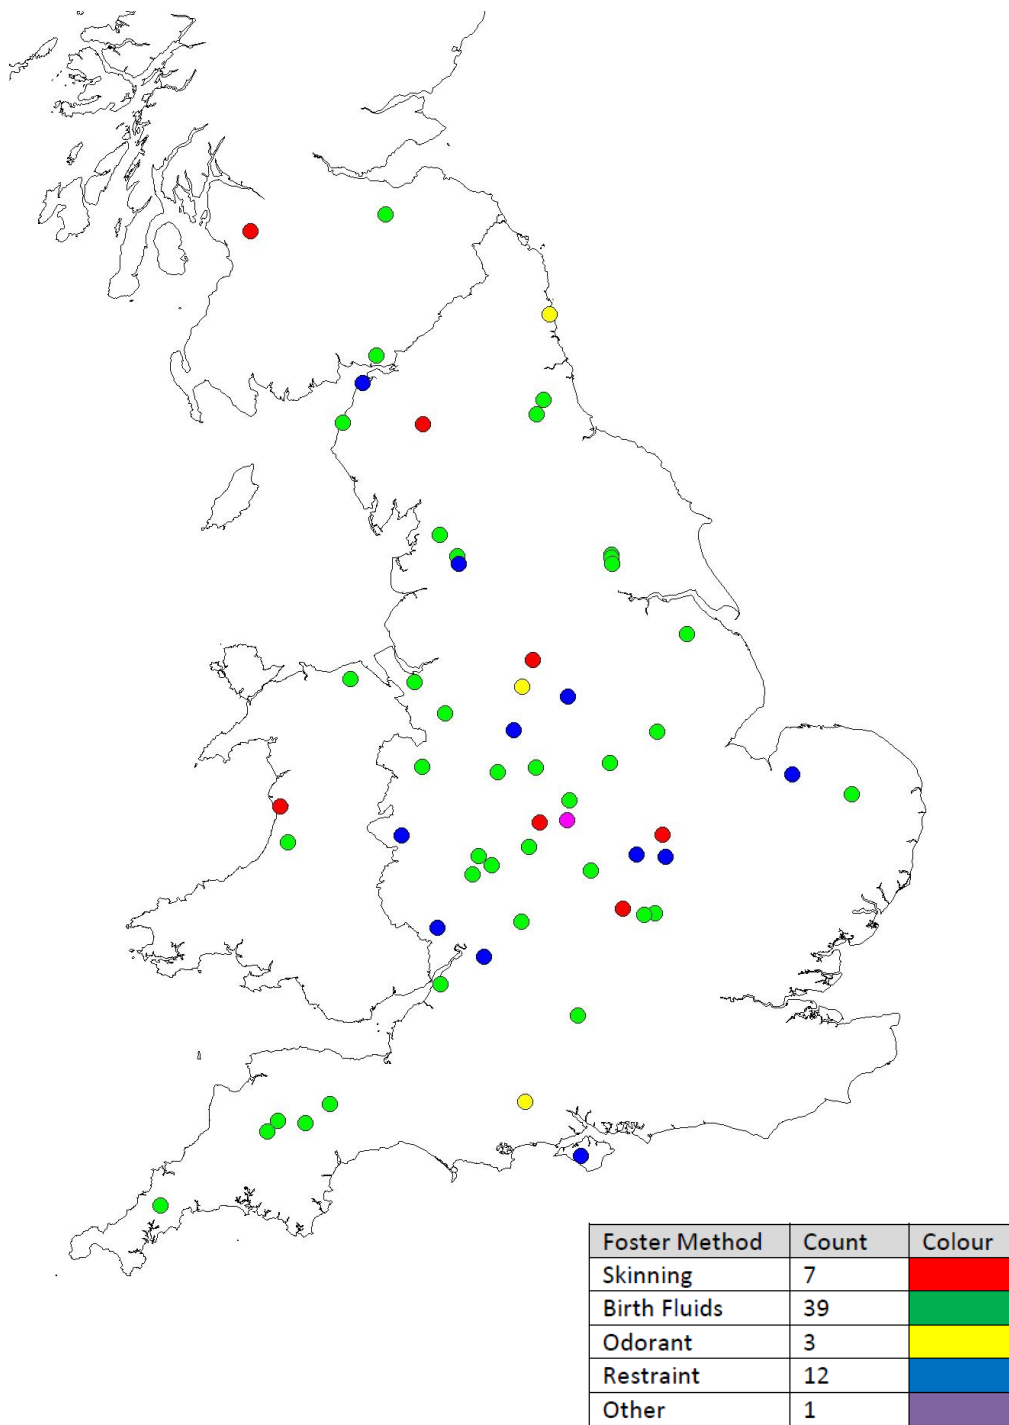 Foster Method Count Colour
Skinning 7
Birth Fluids 39
Odorant 3
Restraint 12
Other 1